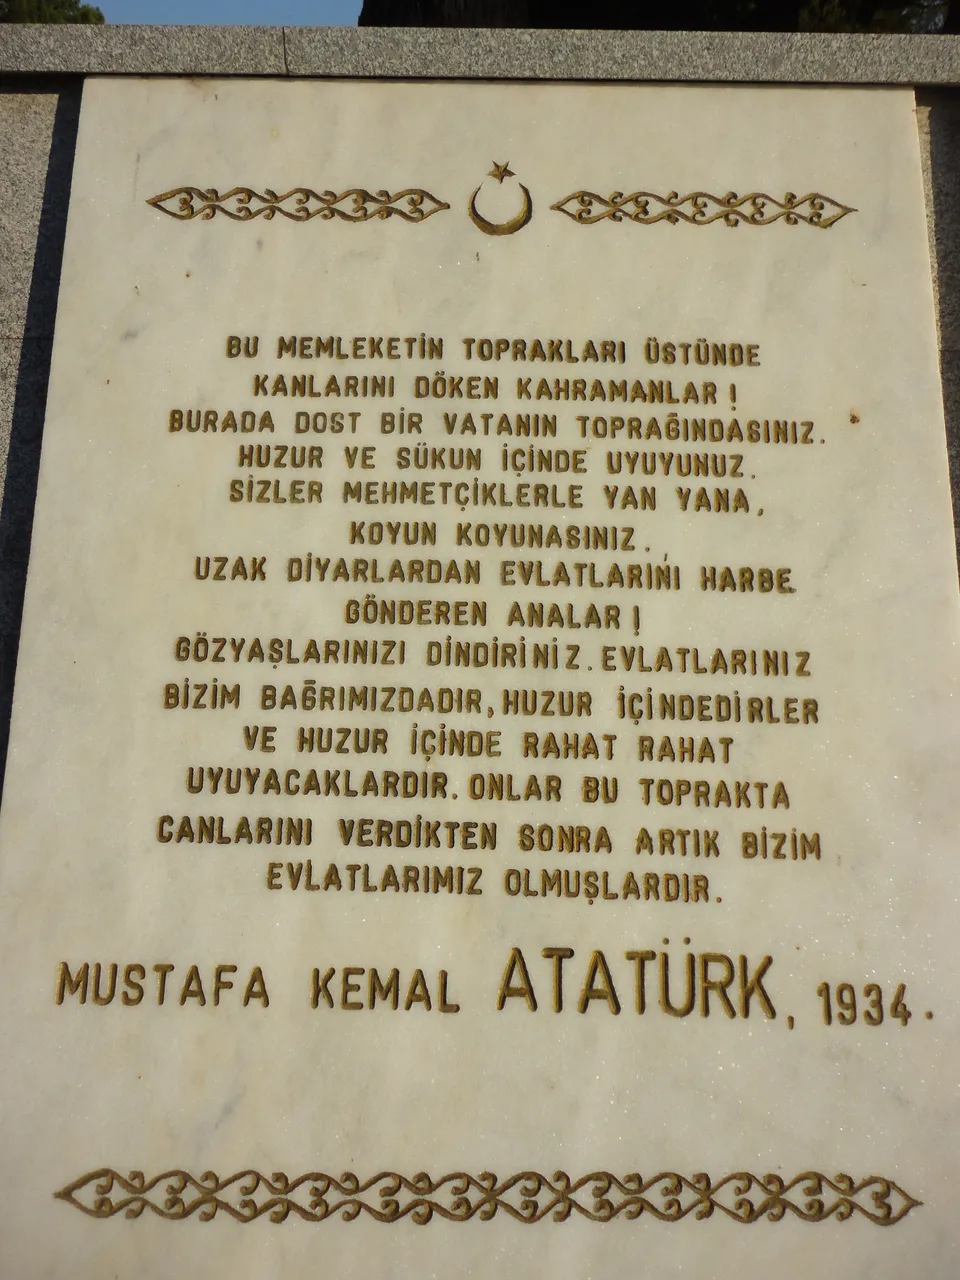 BU MEMLEKETİN TOPRAKLARI ÜSTÜNDE
KANLARINI DÖKEN KAHRAMANLAR !
BURADA DOST BİR VATANIN TOPRAĞINDASINIZ.
HUZUR VE SÜKUN İÇİNDE UYUYUNUZ.
SİZLER MEHMETÇİKLERLE YAN YANA,
KOYUN KOYUNASINIZ.
UZAK DİYARLARDAN EVLATLARINI HARBE
GÖNDEREN ANALAR !
GÖZYAŞLARINIZI DİNDİRİNİZ. EVLATLARINIZ
BİZİM BAĞRIMIZDADIR, HUZUR İÇİNDEDİRLER
VE HUZUR İÇİNDE RAHAT RAHAT
UYUYACAKLARDIR. ONLAR BU TOPRAKTA
CANLARINI VERDİKTEN SONRA ARTIK BİZİM
EVLATLARIMIZ OLMUŞLARDIR.
MUSTAFA KEMAL ATATÜRK, 1934.